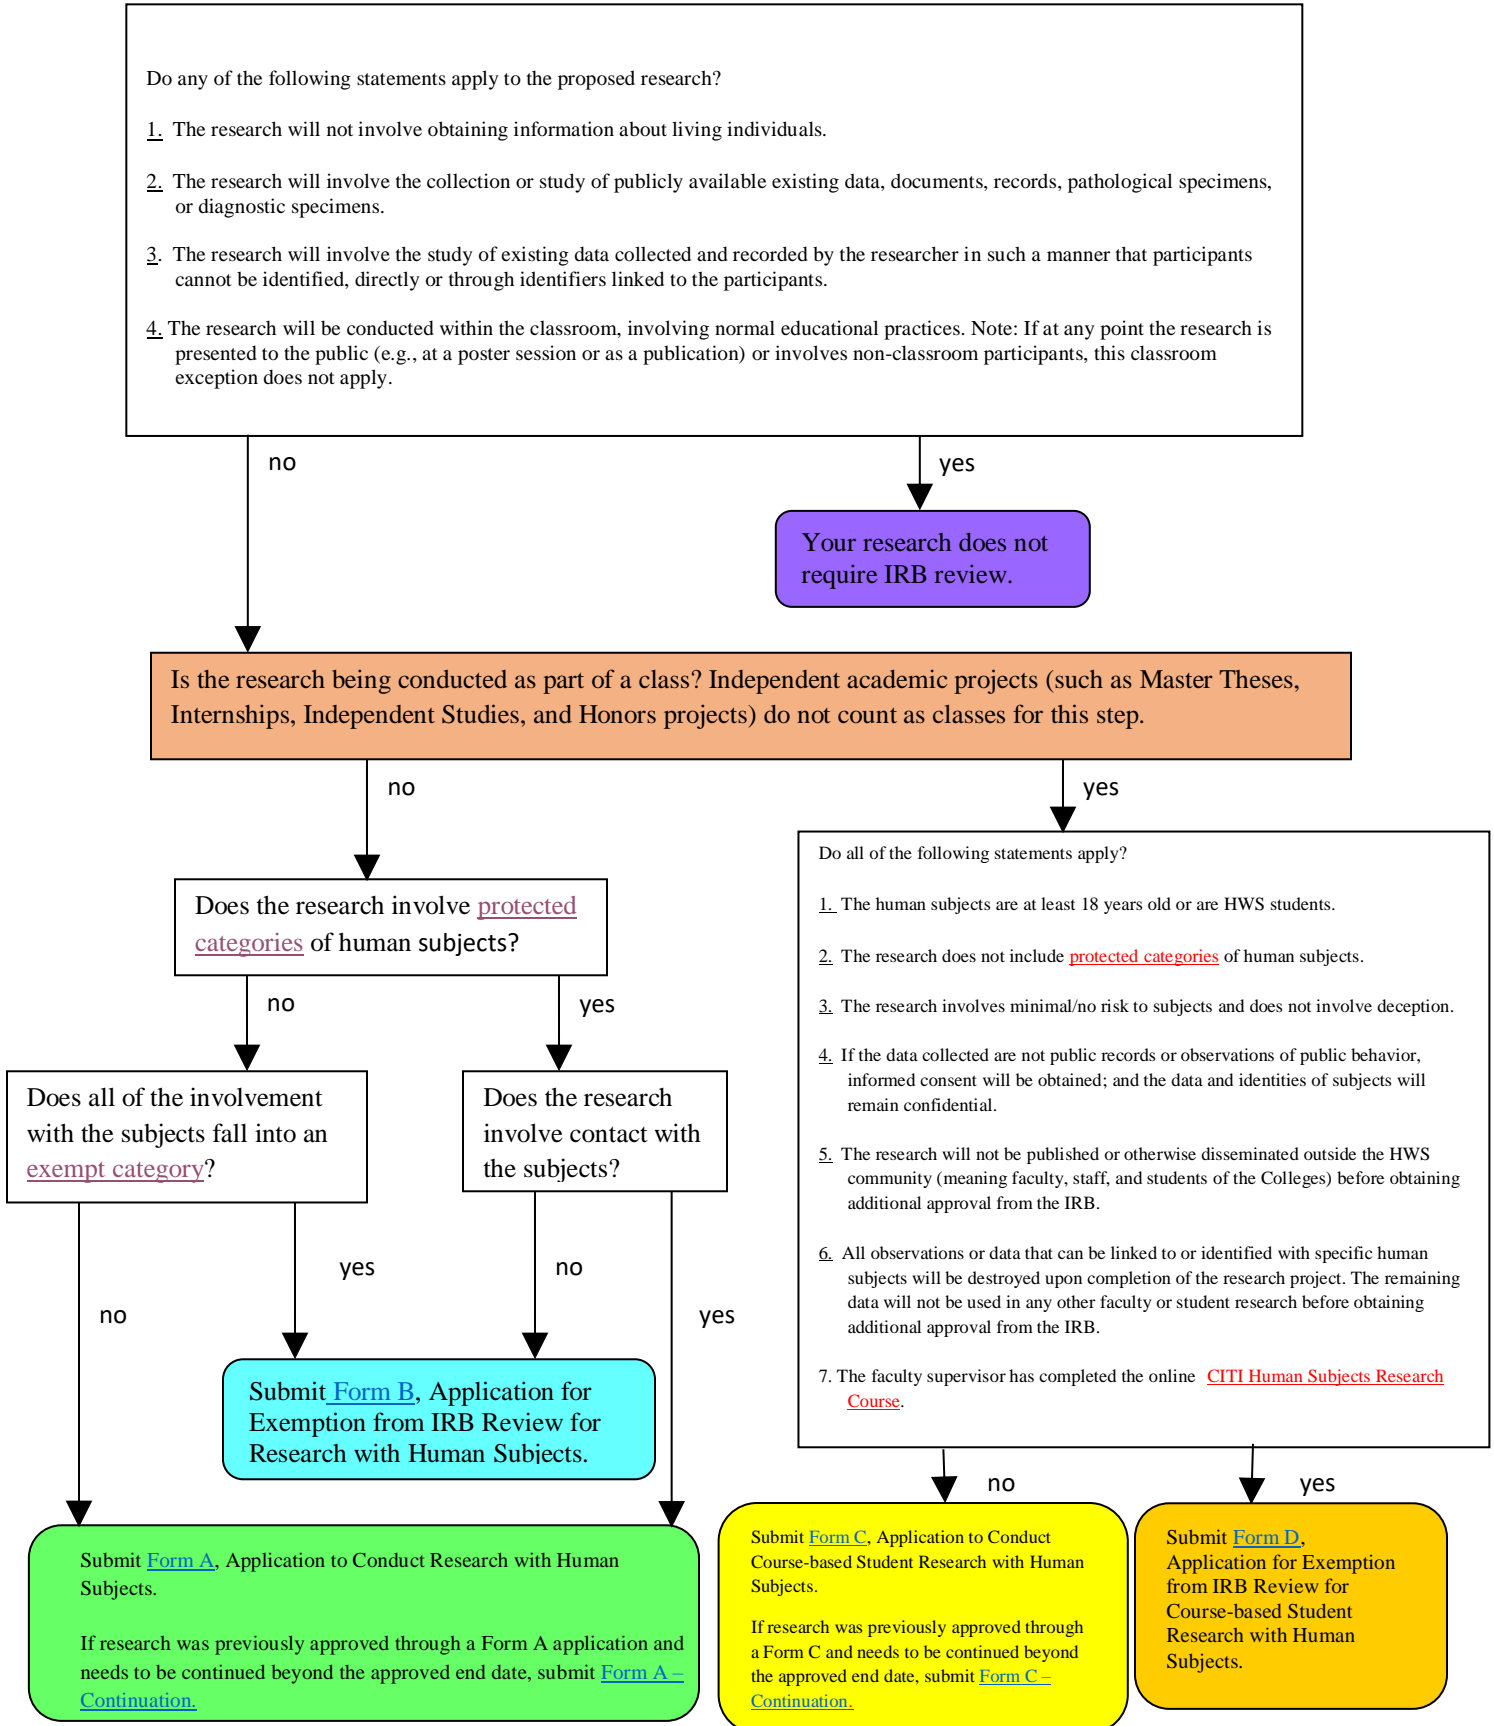 Do any of the following statements apply to the proposed research?
1. The research will not involve obtaining information about living individuals.
2. The research will involve the collection or study of publicly available existing data, documents, records, pathological specimens,
or diagnostic specimens.
3. The research will involve the study of existing data collected and recorded by the researcher in such a manner that participants
cannot be identified, directly or through identifiers linked to the participants.
4. The research will be conducted within the classroom, involving normal educational practices. Note: If at any point the research is
presented to the public (e.g., at a poster session or as a publication) or involves non-classroom participants, this classroom
exception does not apply.
no
yes
Your research does not
require IRB review.
Is the research being conducted as part of a class? Independent academic projects (such as Master Theses,
Internships, Independent Studies, and Honors projects) do not count as classes for this step.
no
yes
Does the research involve protected
categories of human subjects?
no
yes
Does all of the involvement
with the subjects fall into an
exempt category?
Does the research
involve contact with
the subjects?
no
yes
no
yes
Submit Form B, Application for
Exemption from IRB Review for
Research with Human Subjects.
Submit Form A, Application to Conduct Research with Human
Subjects.
If research was previously approved through a Form A application and
needs to be continued beyond the approved end date, submit Form A –
Continuation.
Do all of the following statements apply?
1. The human subjects are at least 18 years old or are HWS students.
2. The research does not include protected categories of human subjects.
3. The research involves minimal/no risk to subjects and does not involve deception.
4. If the data collected are not public records or observations of public behavior,
informed consent will be obtained; and the data and identities of subjects will
remain confidential.
5. The research will not be published or otherwise disseminated outside the HWS
community (meaning faculty, staff, and students of the Colleges) before obtaining
additional approval from the IRB.
6. All observations or data that can be linked to or identified with specific human
subjects will be destroyed upon completion of the research project. The remaining
data will not be used in any other faculty or student research before obtaining
additional approval from the IRB.
7. The faculty supervisor has completed the online CITI Human Subjects Research
Course.
no
yes
Submit Form C, Application to Conduct
Course-based Student Research with Human
Subjects.
If research was previously approved through
a Form C and needs to be continued beyond
the approved end date, submit Form C –
Continuation.
Submit Form D,
Application for Exemption
from IRB Review for
Course-based Student
Research with Human
Subjects.